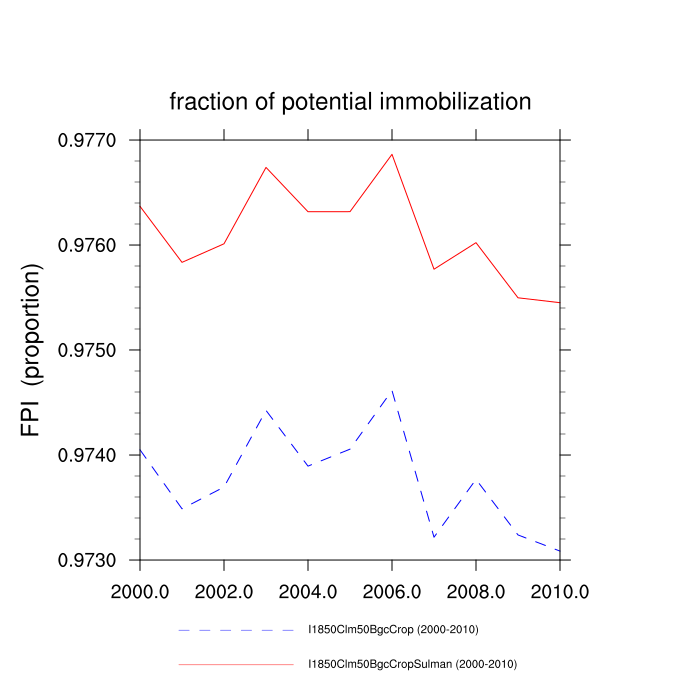 fraction of potential immobilization
0.9770
0.9760
0.9750
0.9740
0.9730
FPI (proportion)
2000.0 2002.0 2004.0 2006.0 2008.0 2010.0
I1850Clm50BgcCrop (2000-2010)
I1850Clm50BgcCropSulman (2000-2010)